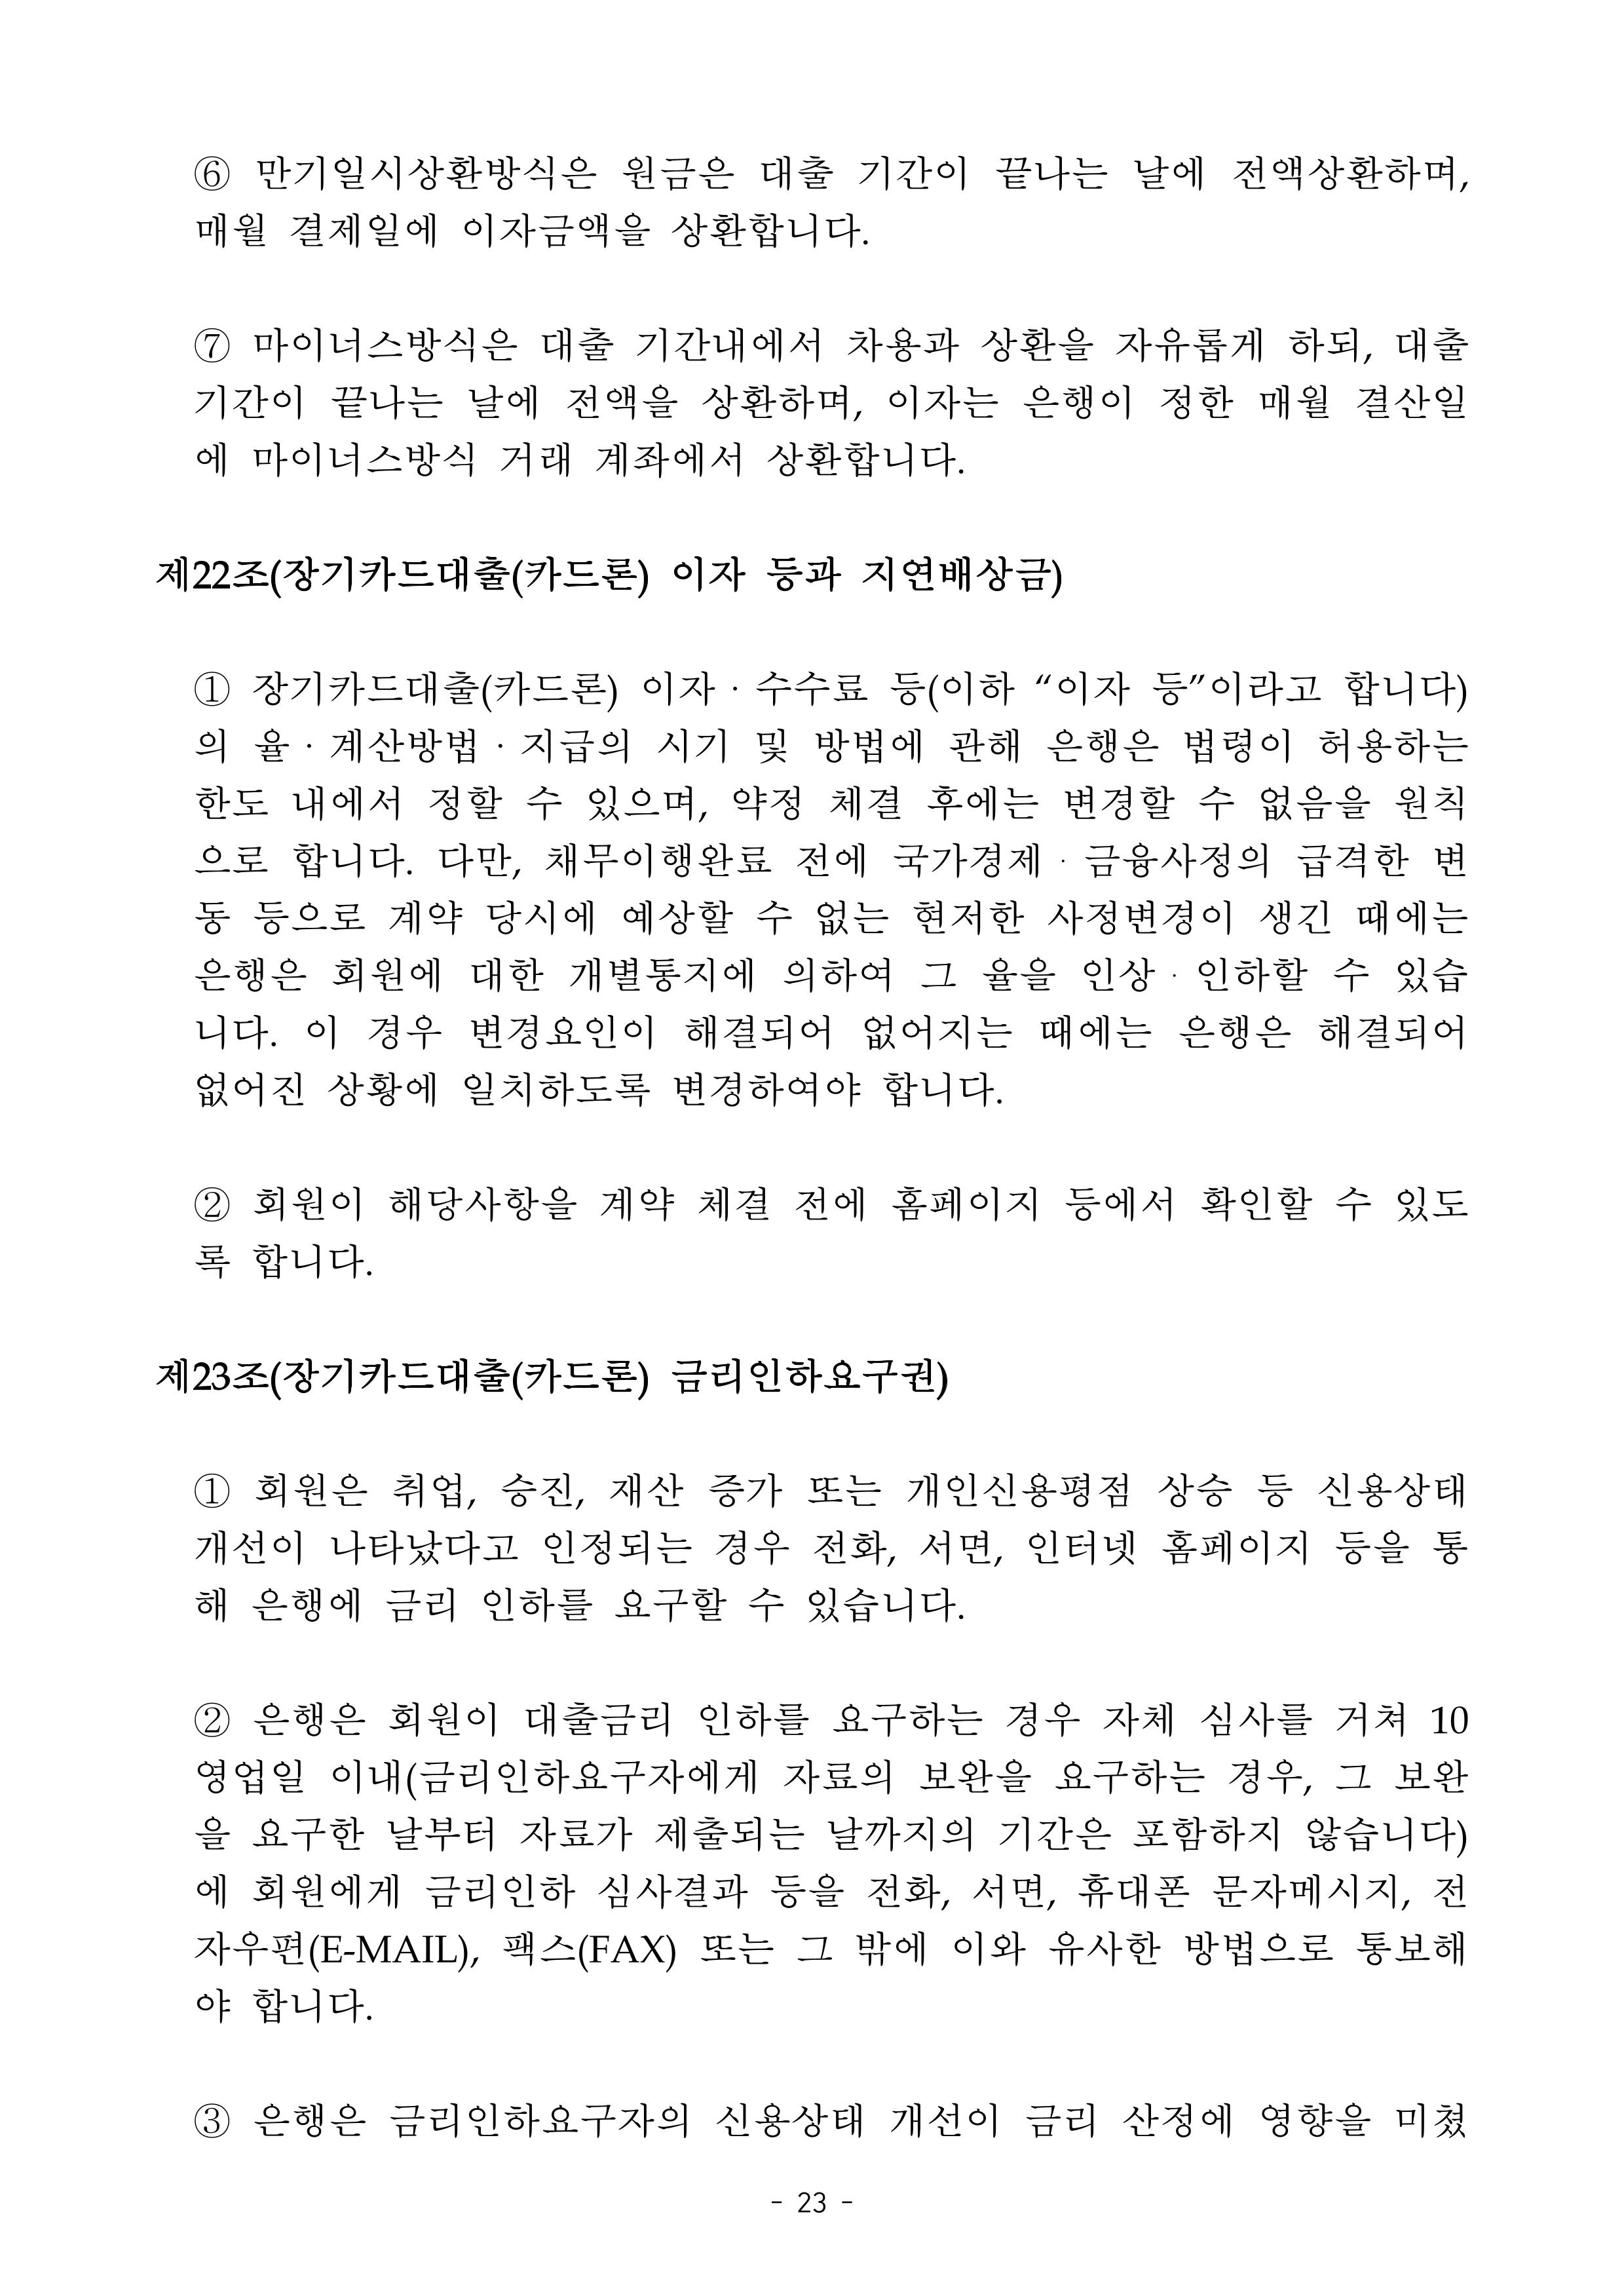 ⑥ 만기일시상환방식은 원금은 대출 기간이 끝나는 날에 전액상환하며,
매월 결제일에 이자금액을 상환합니다.
⑦ 마이너스방식은 대출 기간내에서 차용과 상환을 자유롭게 하되, 대출
기간이 끝나는 날에 전액을 상환하며, 이자는 은행이 정한 매월 결산일
에 마이너스방식 거래 계좌에서 상환합니다.
제22조(장기카드대출(카드론) 이자 등과 지연배상금)
① 장기카드대출(카드론) 이자·수수료 등(이하 “이자 등”이라고 합니다)
의 율·계산방법·지급의 시기 및 방법에 관해 은행은 법령이 허용하는
한도 내에서 정할 수 있으며, 약정 체결 후에는 변경할 수 없음을 원칙
으로 합니다. 다만, 채무이행완료 전에 국가경제·금융사정의 급격한 변
동 등으로 계약 당시에 예상할 수 없는 현저한 사정변경이 생긴 때에는
은행은 회원에 대한 개별통지에 의하여 그 율을 인상·인하할 수 있습
니다. 이 경우 변경요인이 해결되어 없어지는 때에는 은행은 해결되어
없어진 상황에 일치하도록 변경하여야 합니다.
② 회원이 해당사항을 계약 체결 전에 홈페이지 등에서 확인할 수 있도
록 합니다.
제23조(장기카드대출(카드론) 금리인하요구권)
① 회원은 취업, 승진, 재산 증가 또는 개인신용평점 상승 등 신용상태
개선이 나타났다고 인정되는 경우 전화, 서면, 인터넷 홈페이지 등을 통
해 은행에 금리 인하를 요구할 수 있습니다.
② 은행은 회원이 대출금리 인하를 요구하는 경우 자체 심사를 거쳐 10
영업일 이내(금리인하요구자에게 자료의 보완을 요구하는 경우, 그 보완
을 요구한 날부터 자료가 제출되는 날까지의 기간은 포함하지 않습니다)
에 회원에게 금리인하 심사결과 등을 전화, 서면, 휴대폰 문자메시지, 전
자우편(E-MAIL), 팩스(FAX) 또는 그 밖에 이와 유사한 방법으로 통보해
야 합니다.
③ 은행은 금리인하요구자의 신용상태 개선이 금리 산정에 영향을 미쳤
- 23 -